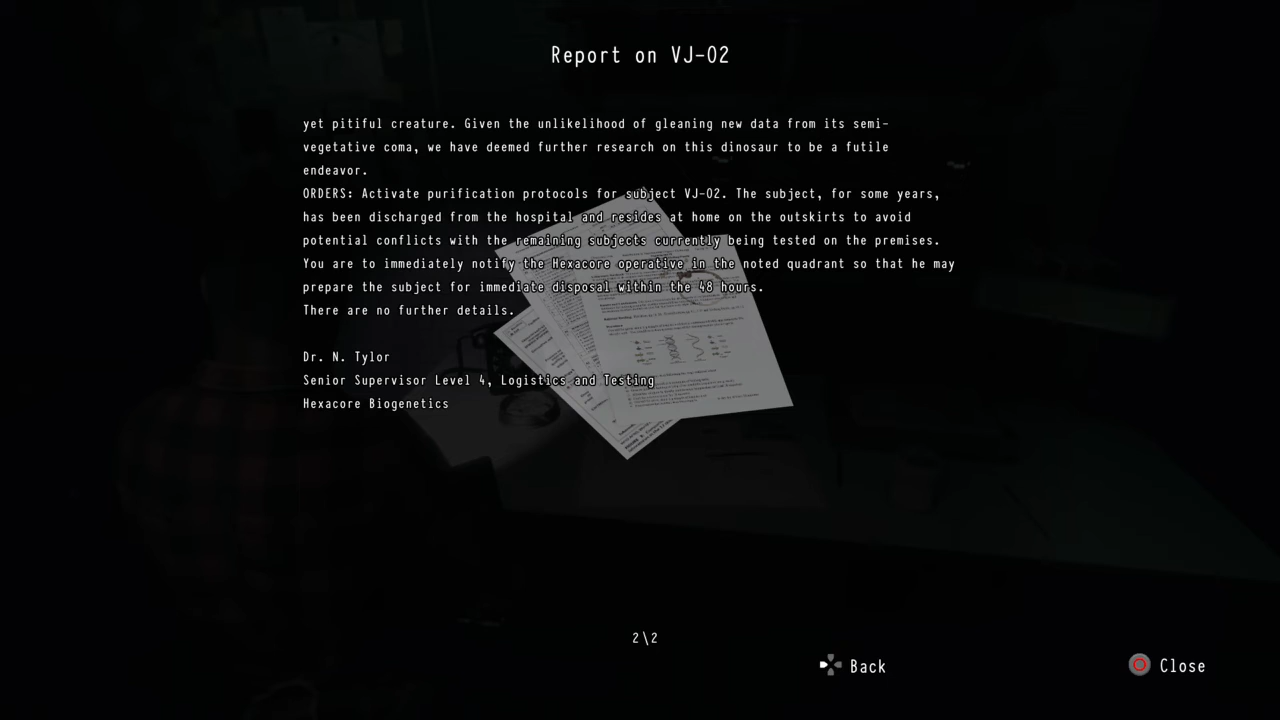 Report on VJ-02
yet pitiful creature. Given the unlikelihood of gleaning new data from its semi-
vegetative coma, we have deemed further research on this dinosaur to be a futile
endeavor.
ORDERS: Activate purification protocols for subject VJ-02. The subject, for some years,
has been discharged from the hospital and resides at home on the outskirts to avoid
potential conflicts with the remaining subjects currently being tested on the premises.
You are to immediately notify the Hexacore operative in the noted quadrant so that he may
prepare the subject for immediate disposal within the 48 hours.
There are no further details.
Dr. N. Tylor
Senior Supervisor Level 4, Logistics and Testing
Hexacore Biogenetics
2\2
Back
Close